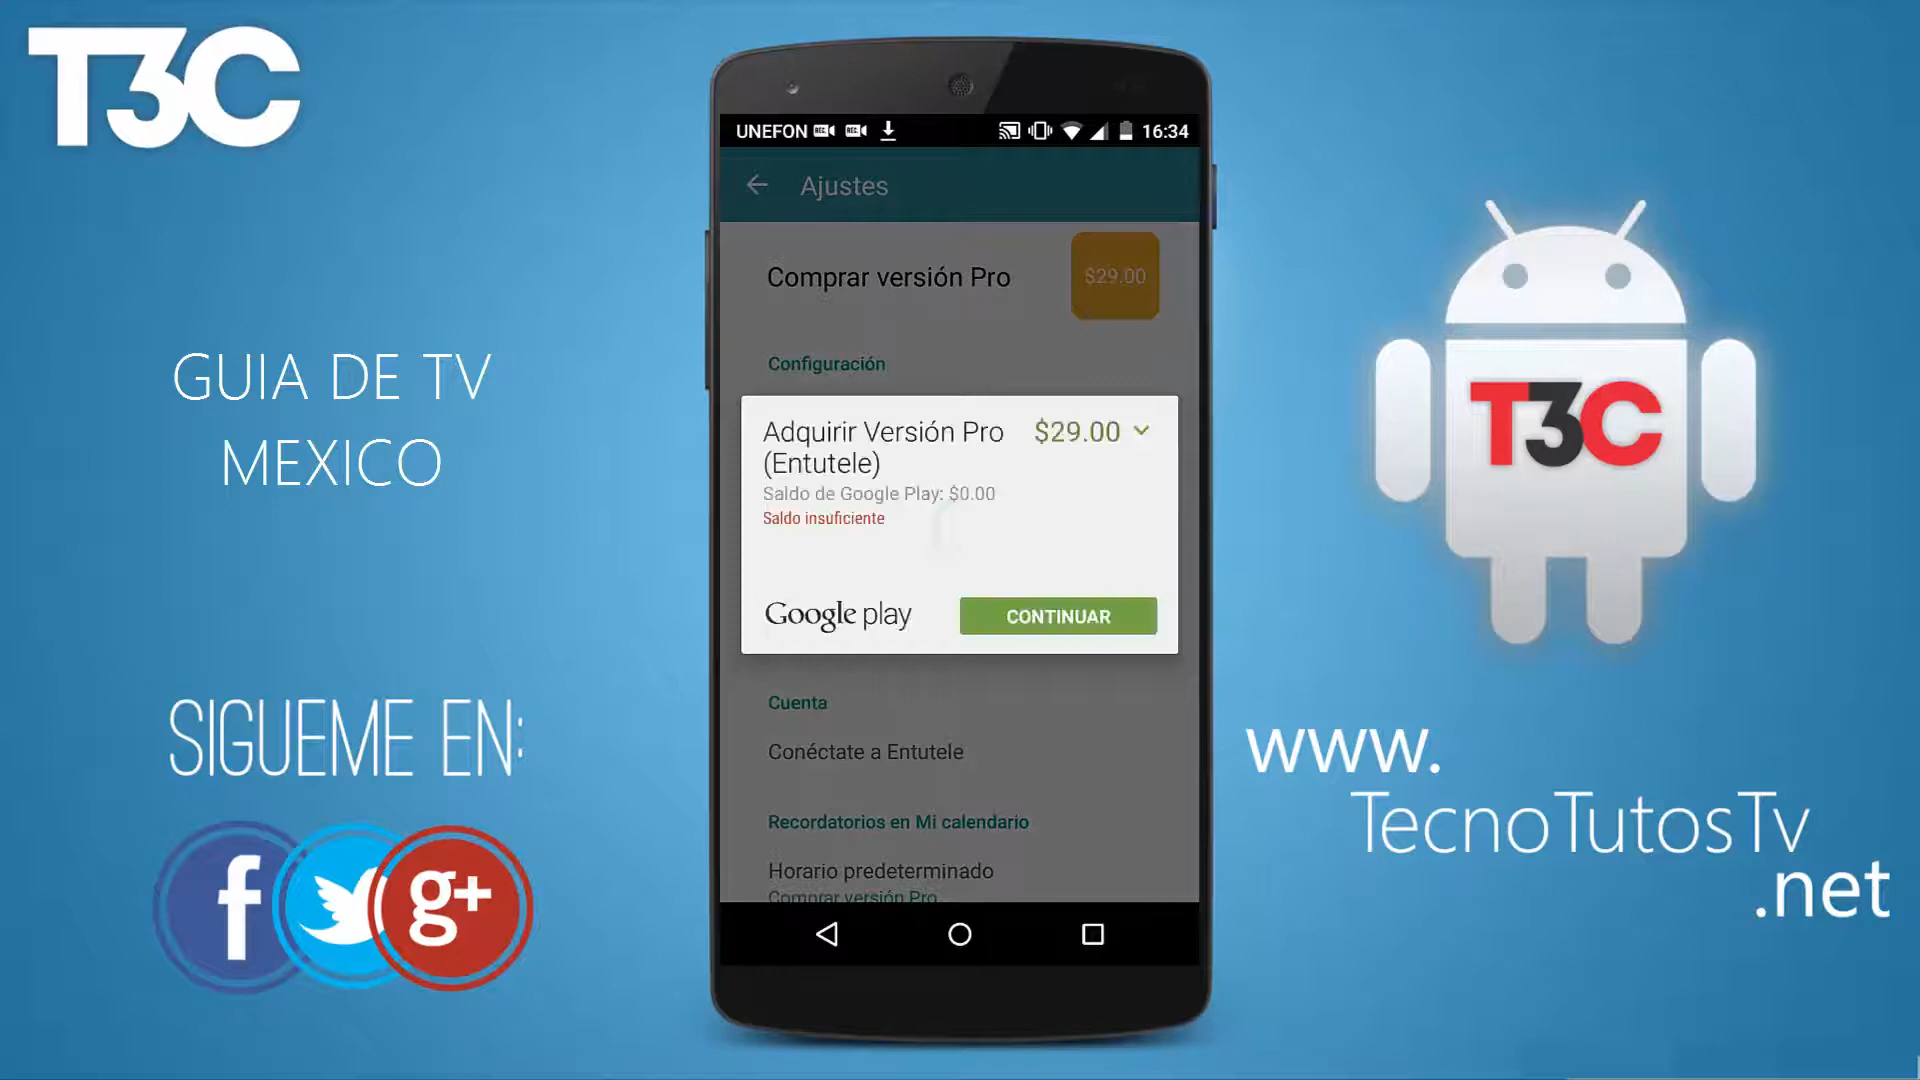 T3C
GUIA DE TV
MEXICO
SIGUEME EN:
f
g+
UNEFON REC REC 16:34
Ajustes
Comprar versión Pro $29.00
Configuración
Adquirir Versión Pro $29.00
(Entutele)
Saldo de Google Play: $0.00
Saldo insuficiente
Google play CONTINUAR
Cuenta
Conéctate a Entutele
Recordatorios en Mi calendario
Horario predeterminado
Comprar versión Pro
T3C
www.
TecnoTutosTv
.net